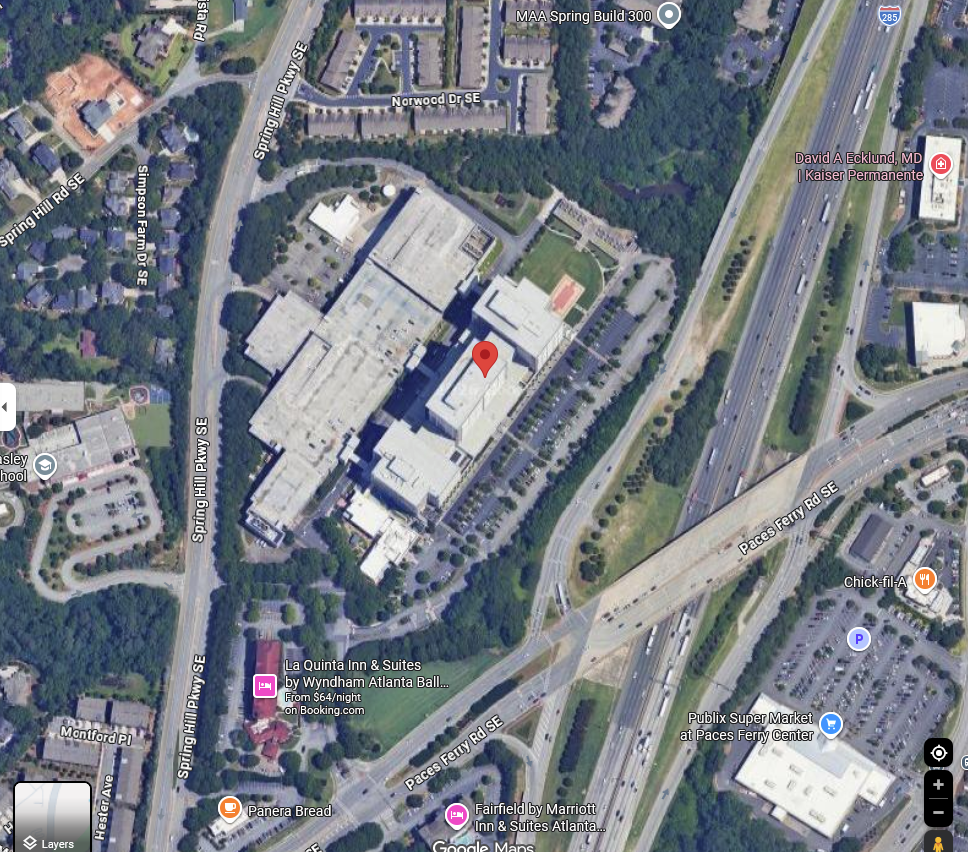 MAA Spring Build 300
285
ista Rd
Spring Hill Pkwy SE
Norwood Dr SE
David A Ecklund, MD
| Kaiser Permanente
Spring Hill Rd SE
Simpson Farm Dr SE
Spring Hill Pkwy SE
asley
hool
Paces Ferry Rd SE
Chick-fil-A
P
La Quinta Inn & Suites
by Wyndham Atlanta Ball...
From $64/night
on Booking.com
Spring Hill Pkwy SE
Publix Super Market
at Paces Ferry Center
Montford Pl
Paces Ferry Rd SE
Hester Ave
Panera Bread
Fairfield by Marriott
Inn & Suites Atlanta...
Layers
SE
Google Maps